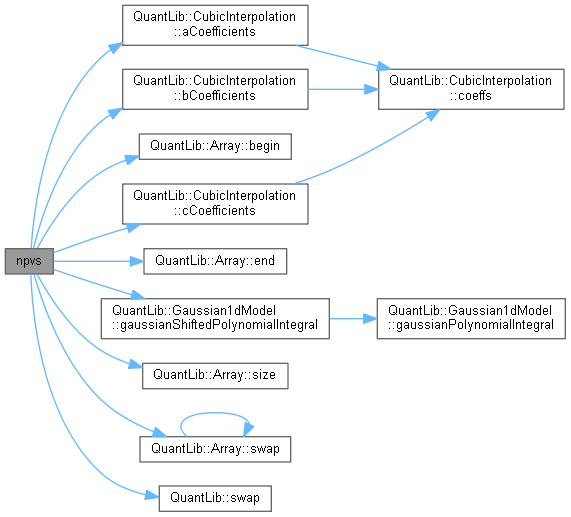 npvs
QuantLib::CubicInterpolation
::aCoefficients
QuantLib::CubicInterpolation
::bCoefficients
QuantLib::Array::begin
QuantLib::CubicInterpolation
::cCoefficients
QuantLib::Array::end
QuantLib::Gaussian1dModel
::gaussianShiftedPolynomialIntegral
QuantLib::Array::size
QuantLib::Array::swap
QuantLib::swap
QuantLib::CubicInterpolation
::coeffs
QuantLib::Gaussian1dModel
::gaussianPolynomialIntegral